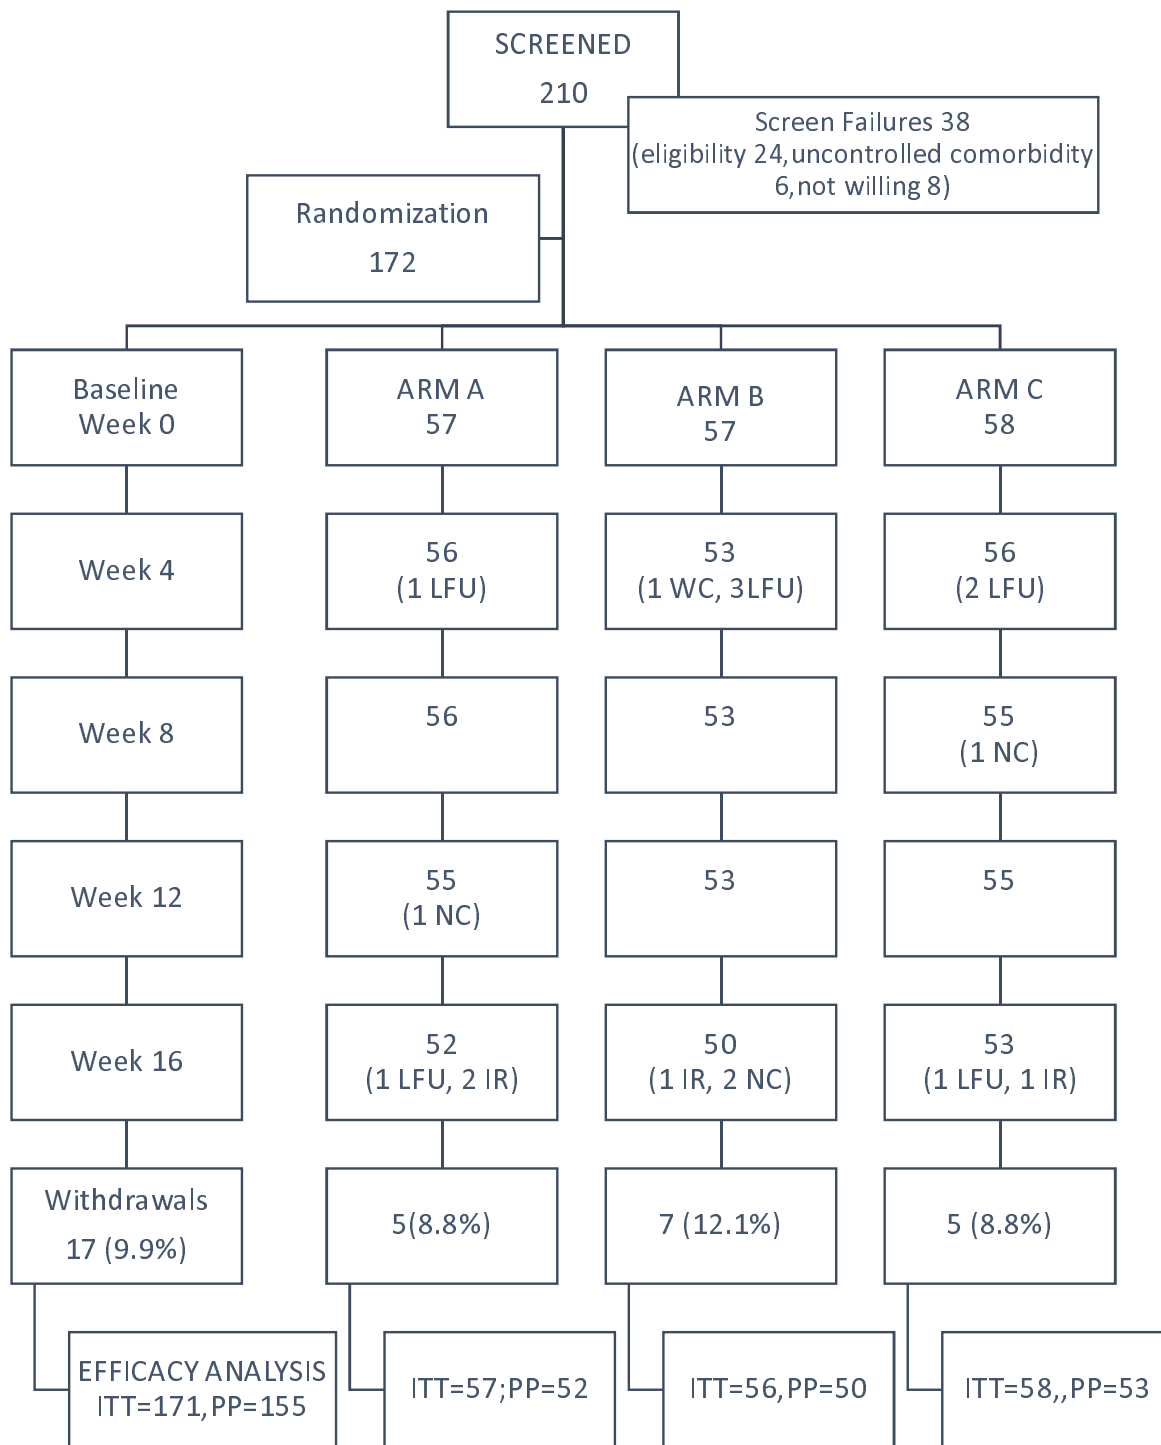 SCREENED
210
Screen Failures 38
(eligibility 24,uncontrolled comorbidity
6,not willing 8)
Randomization
172
Baseline
Week 0
ARM A
57
ARM B
57
ARM C
58
Week 4
56
(1 LFU)
53
(1 WC, 3LFU)
56
(2 LFU)
Week 8
56
53
55
(1 NC)
Week 12
55
(1 NC)
53
55
Week 16
52
(1 LFU, 2 IR)
50
(1 IR, 2 NC)
53
(1 LFU, 1 IR)
Withdrawals
17 (9.9%)
5(8.8%)
7 (12.1%)
5 (8.8%)
EFFICACY ANALYSIS
ITT=171,PP=155
ITT=57;PP=52
ITT=56,PP=50
ITT=58,,PP=53